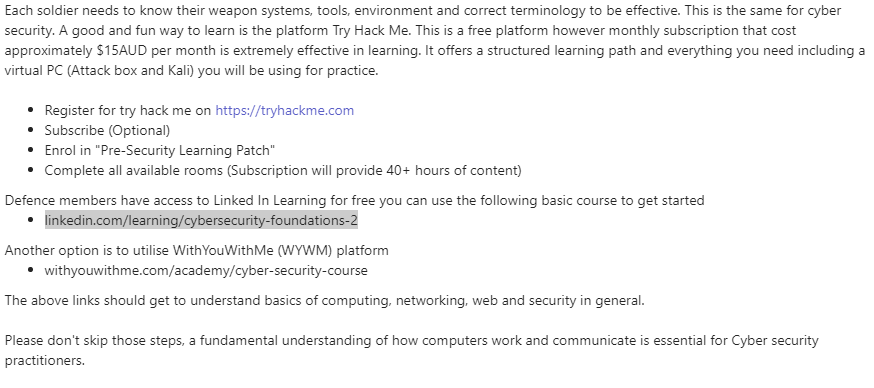 Each soldier needs to know their weapon systems, tools, environment and correct terminology to be effective. This is the same for cyber
security. A good and fun way to learn is the platform Try Hack Me. This is a free platform however monthly subscription that cost
approximately $15AUD per month is extremely effective in learning. It offers a structured learning path and everything you need including a
virtual PC (Attack box and Kali) you will be using for practice.
• Register for try hack me on https://tryhackme.com
• Subscribe (Optional)
• Enrol in "Pre-Security Learning Patch"
• Complete all available rooms (Subscription will provide 40+ hours of content)
Defence members have access to Linked In Learning for free you can use the following basic course to get started
• linkedin.com/learning/cybersecurity-foundations-2
Another option is to utilise WithYouWithMe (WYWM) platform
• withyouwithme.com/academy/cyber-security-course
The above links should get to understand basics of computing, networking, web and security in general.
Please don't skip those steps, a fundamental understanding of how computers work and communicate is essential for Cyber security
practitioners.